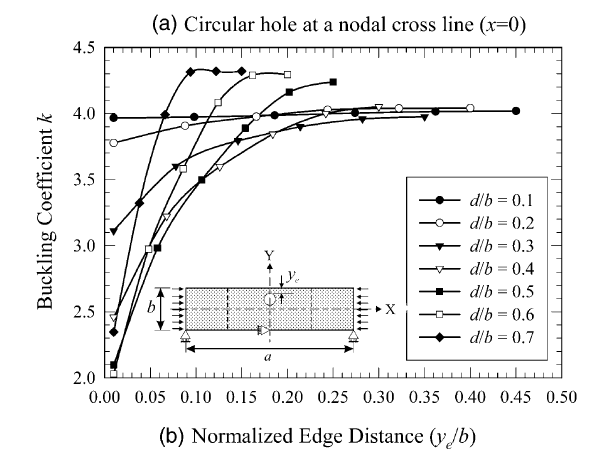 (a) Circular hole at a nodal cross line (x=0)
4.5
4.0
3.5
3.0
2.5
2.0
Buckling Coefficient k
d/b = 0.1
d/b = 0.2
d/b = 0.3
d/b = 0.4
d/b = 0.5
d/b = 0.6
d/b = 0.7
Y
yₑ
b
X
a
0.00 0.05 0.10 0.15 0.20 0.25 0.30 0.35 0.40 0.45 0.50
(b) Normalized Edge Distance (yₑ/b)